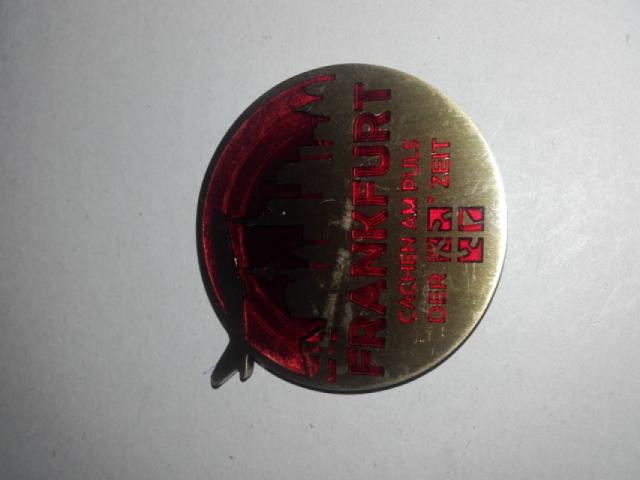 FRANKFURT
CACHEN AM PULS
DER ZEIT